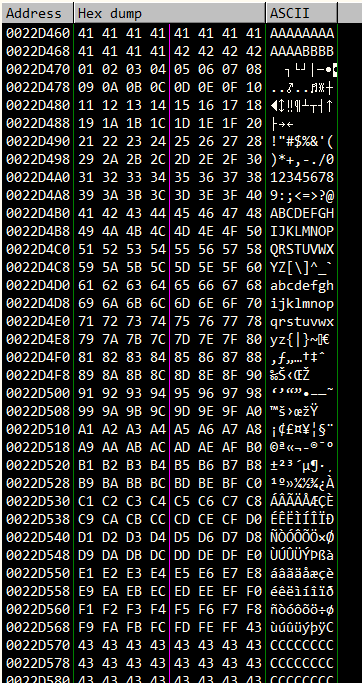 Address Hex dump ASCII
0022D460 41 41 41 41 41 41 41 41 AAAAAAAA
0022D468 41 41 41 41 42 42 42 42 AAAABBBB
0022D470 01 02 03 04 05 06 07 08 ┐└┘│─•◘
0022D478 09 0A 0B 0C 0D 0E 0F 10 ..♂..♬☼┼
0022D480 11 12 13 14 15 16 17 18 ◄↕‼¶┴┬┤↑
0022D488 19 1A 1B 1C 1D 1E 1F 20 ├→←
0022D490 21 22 23 24 25 26 27 28 !"#$%&'(
0022D498 29 2A 2B 2C 2D 2E 2F 30 )*+,-./0
0022D4A0 31 32 33 34 35 36 37 38 12345678
0022D4A8 39 3A 3B 3C 3D 3E 3F 40 9:;<=>?@
0022D4B0 41 42 43 44 45 46 47 48 ABCDEFGH
0022D4B8 49 4A 4B 4C 4D 4E 4F 50 IJKLMNOP
0022D4C0 51 52 53 54 55 56 57 58 QRSTUVWX
0022D4C8 59 5A 5B 5C 5D 5E 5F 60 YZ[\]^_`
0022D4D0 61 62 63 64 65 66 67 68 abcdefgh
0022D4D8 69 6A 6B 6C 6D 6E 6F 70 ijklmnop
0022D4E0 71 72 73 74 75 76 77 78 qrstuvwx
0022D4E8 79 7A 7B 7C 7D 7E 7F 80 yz{|}~⌷€
0022D4F0 81 82 83 84 85 86 87 88 ‚ƒ„…†‡ˆ
0022D4F8 89 8A 8B 8C 8D 8E 8F 90 ‰Š‹ŒŽ
0022D500 91 92 93 94 95 96 97 98 ‘’“”•–—˜
0022D508 99 9A 9B 9C 9D 9E 9F A0 ™š›œžŸ
0022D510 A1 A2 A3 A4 A5 A6 A7 A8 ¡¢£¤¥¦§¨
0022D518 A9 AA AB AC AD AE AF B0 ©ª«¬-®¯°
0022D520 B1 B2 B3 B4 B5 B6 B7 B8 ±²³´µ¶·¸
0022D528 B9 BA BB BC BD BE BF C0 ¹º»¼½¾¿À
0022D530 C1 C2 C3 C4 C5 C6 C7 C8 ÁÂÃÄÅÆÇÈ
0022D538 C9 CA CB CC CD CE CF D0 ÉÊËÌÍÎÏÐ
0022D540 D1 D2 D3 D4 D5 D6 D7 D8 ÑÒÓÔÕÖ×Ø
0022D548 D9 DA DB DC DD DE DF E0 ÙÚÛÜÝÞßà
0022D560 E1 E2 E3 E4 E5 E6 E7 E8 áâãäåæçè
0022D558 E9 EA EB EC ED EE EF F0 éêëìíîïð
0022D560 F1 F2 F3 F4 F5 F6 F7 F8 ñòóôõö÷ø
0022D568 F9 FA FB FC FD FE FF 43 ùúûüýþÿC
0022D570 43 43 43 43 43 43 43 43 CCCCCCCC
0022D578 43 43 43 43 43 43 43 43 CCCCCCCC
0022D580 43 43 43 43 43 43 43 43 CCCCCCCC